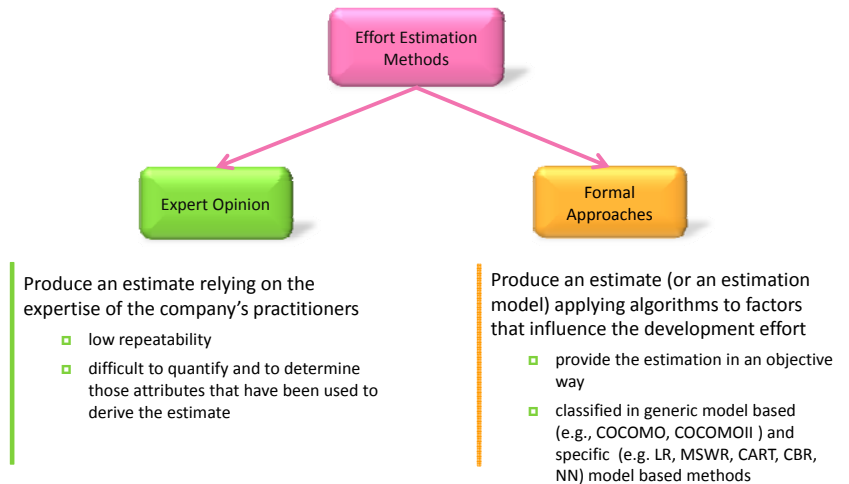 Effort Estimation
Methods
Expert Opinion
Formal
Approaches
Produce an estimate relying on the
expertise of the company's practitioners
low repeatability
difficult to quantify and to determine
those attributes that have been used to
derive the estimate
Produce an estimate (or an estimation
model) applying algorithms to factors
that influence the development effort
provide the estimation in an objective
way
classified in generic model based
(e.g., COCOMO, COCOMOII ) and
specific (e.g. LR, MSWR, CART, CBR,
NN) model based methods